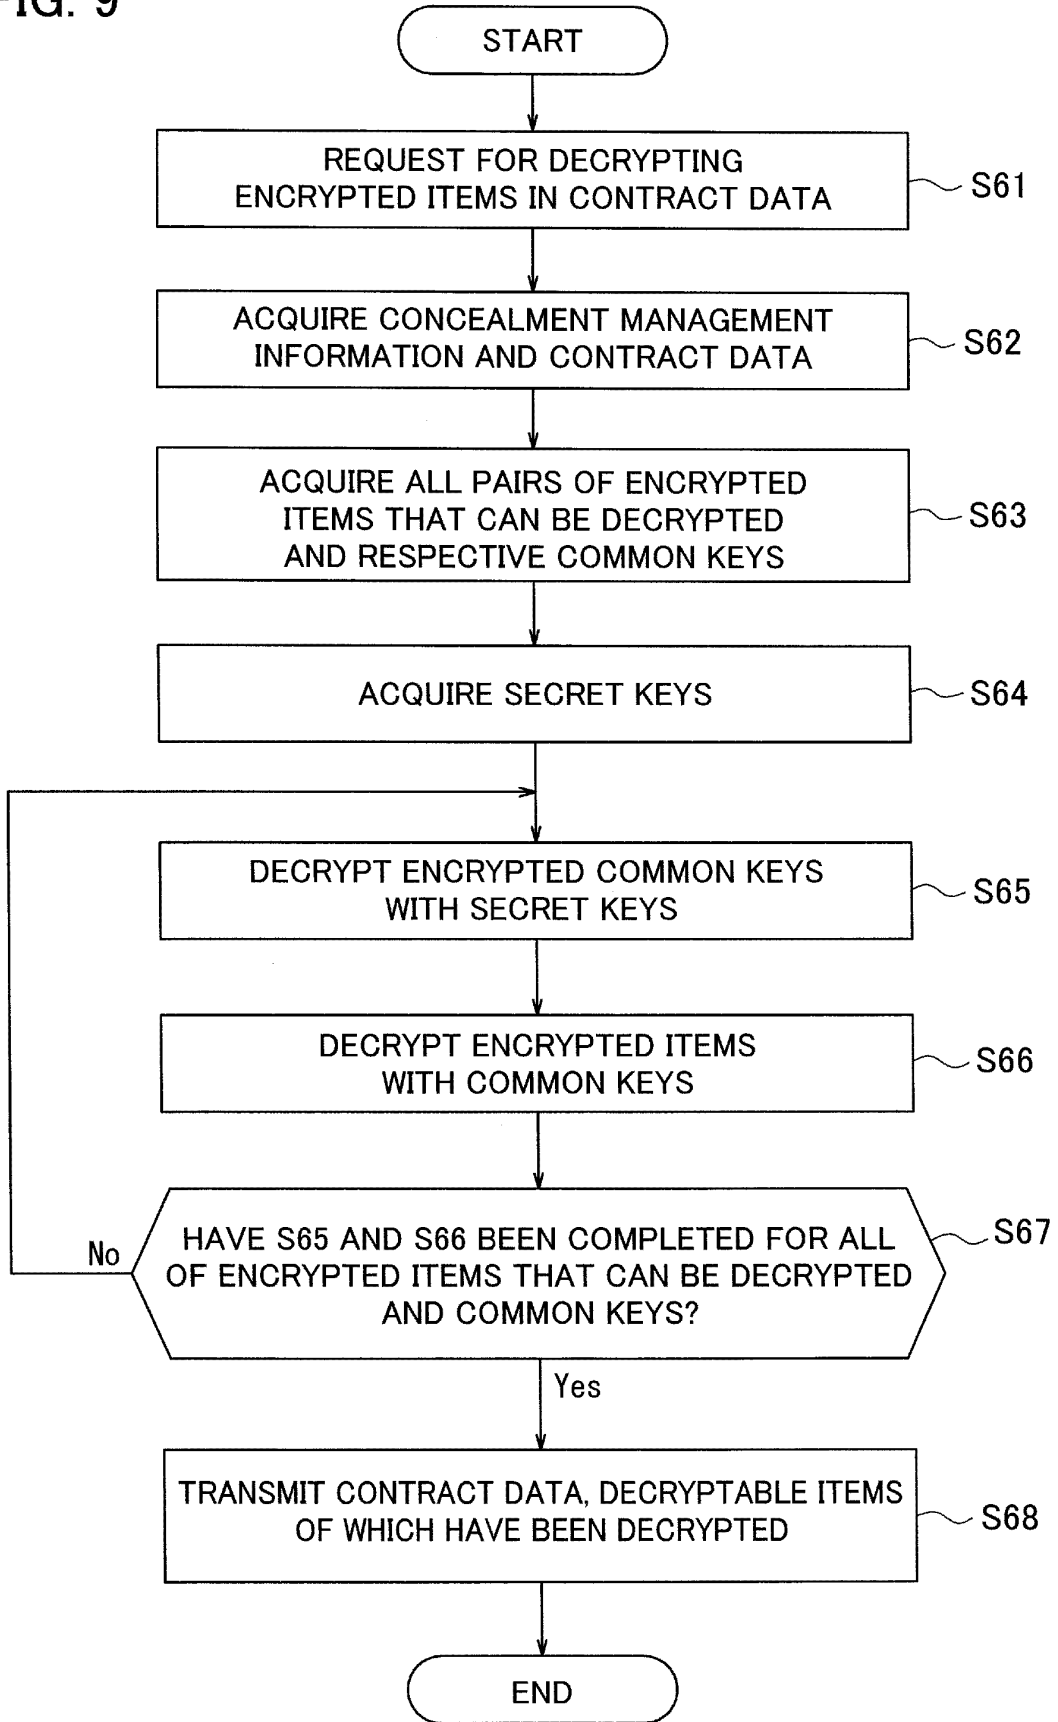 FIG. 9
START
REQUEST FOR DECRYPTING
ENCRYPTED ITEMS IN CONTRACT DATA
S61
ACQUIRE CONCEALMENT MANAGEMENT
INFORMATION AND CONTRACT DATA
S62
ACQUIRE ALL PAIRS OF ENCRYPTED
ITEMS THAT CAN BE DECRYPTED
AND RESPECTIVE COMMON KEYS
S63
ACQUIRE SECRET KEYS
S64
DECRYPT ENCRYPTED COMMON KEYS
WITH SECRET KEYS
S65
DECRYPT ENCRYPTED ITEMS
WITH COMMON KEYS
S66
HAVE S65 AND S66 BEEN COMPLETED FOR ALL
OF ENCRYPTED ITEMS THAT CAN BE DECRYPTED
AND COMMON KEYS?
S67
No
Yes
TRANSMIT CONTRACT DATA, DECRYPTABLE ITEMS
OF WHICH HAVE BEEN DECRYPTED
S68
END